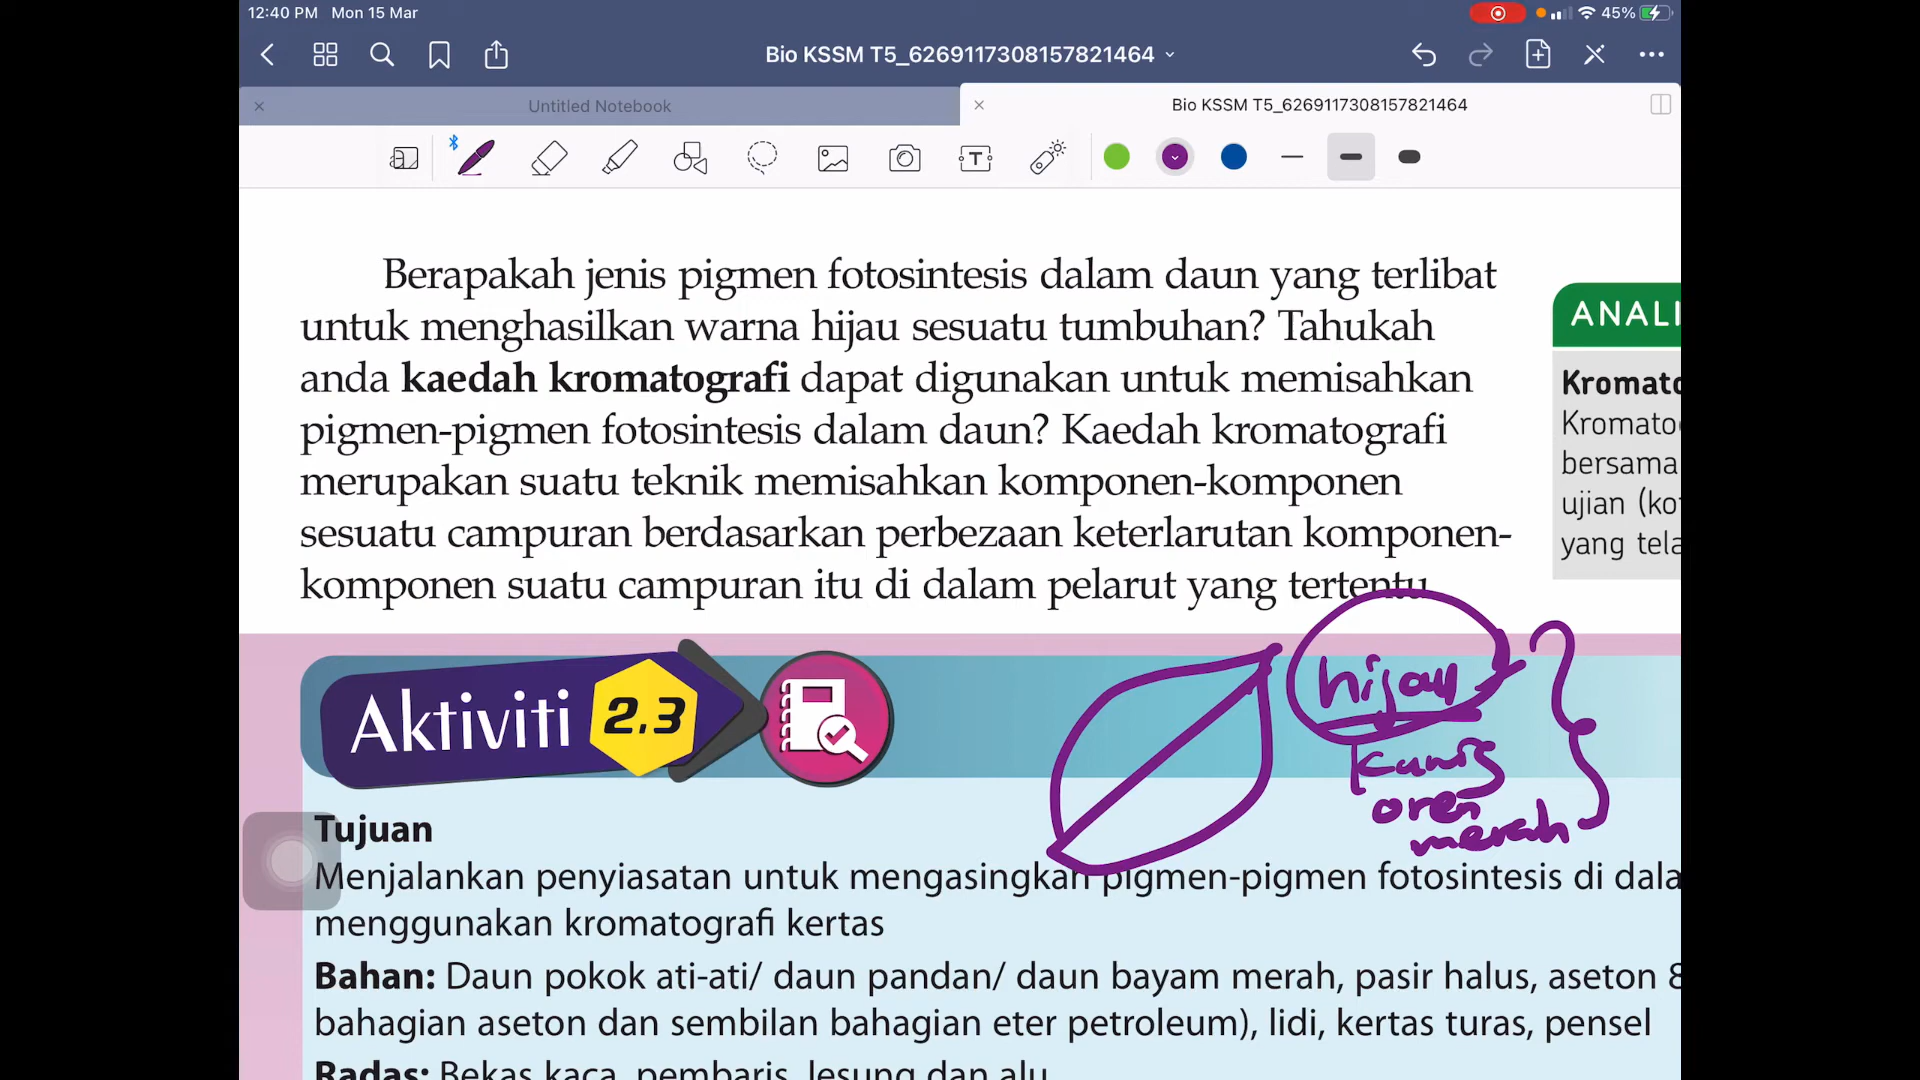 12:40 PM Mon 15 Mar
45%
Bio KSSM T5_6269117308157821464
Untitled Notebook
Bio KSSM T5_6269117308157821464
Berapakah jenis pigmen fotosintesis dalam daun yang terlibat
untuk menghasilkan warna hijau sesuatu tumbuhan? Tahukah
anda kaedah kromatografi dapat digunakan untuk memisahkan
pigmen-pigmen fotosintesis dalam daun? Kaedah kromatografi
merupakan suatu teknik memisahkan komponen-komponen
sesuatu campuran berdasarkan perbezaan keterlarutan komponen-
komponen suatu campuran itu di dalam pelarut yang tertentu
ANALI
Kromato
Kromato
bersama
ujian (ko
yang tela
hijau
kunig
oren
merah
Aktiviti 2.3
Tujuan
Menjalankan penyiasatan untuk mengasingkan pigmen-pigmen fotosintesis di dala
menggunakan kromatografi kertas
Bahan: Daun pokok ati-ati/ daun pandan/ daun bayam merah, pasir halus, aseton 8
bahagian aseton dan sembilan bahagian eter petroleum), lidi, kertas turas, pensel
Radas: Bekas kaca, pembaris, lesung dan alu